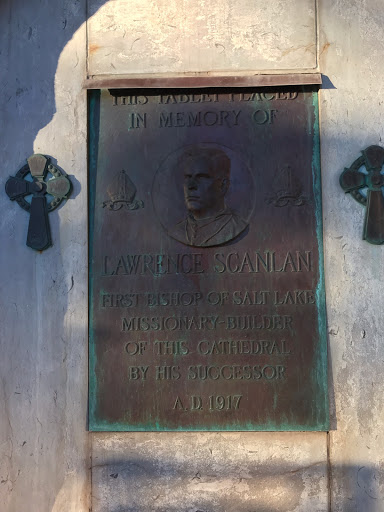 THIS TABLET PLACED
IN MEMORY OF
LAWRENCE SCANLAN
FIRST BISHOP OF SALT LAKE
MISSIONARY-BUILDER
OF THIS CATHEDRAL
BY HIS SUCCESSOR
A.D. 1917